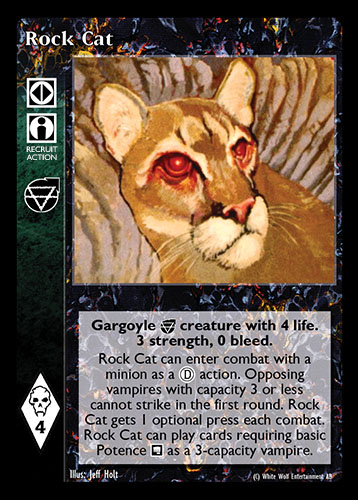 Rock Cat
RECRUIT
ACTION
Gargoyle creature with 4 life.
3 strength, 0 bleed.
Rock Cat can enter combat with a
minion as a Ⓓ action. Opposing
vampires with capacity 3 or less
cannot strike in the first round. Rock
Cat gets 1 optional press each combat.
Rock Cat can play cards requiring basic
Potence as a 3-capacity vampire.
4
Illus: Jeff Holt
(C) White Wolf Entertainment AB